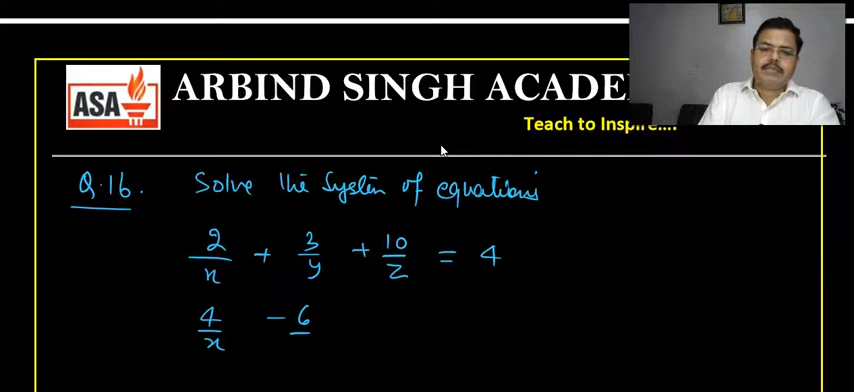 ASA
ARBIND SINGH ACADE
Teach to Inspire....
Q.16. Solve the System of equations
2/x + 3/y + 10/z = 4
4/x - 6